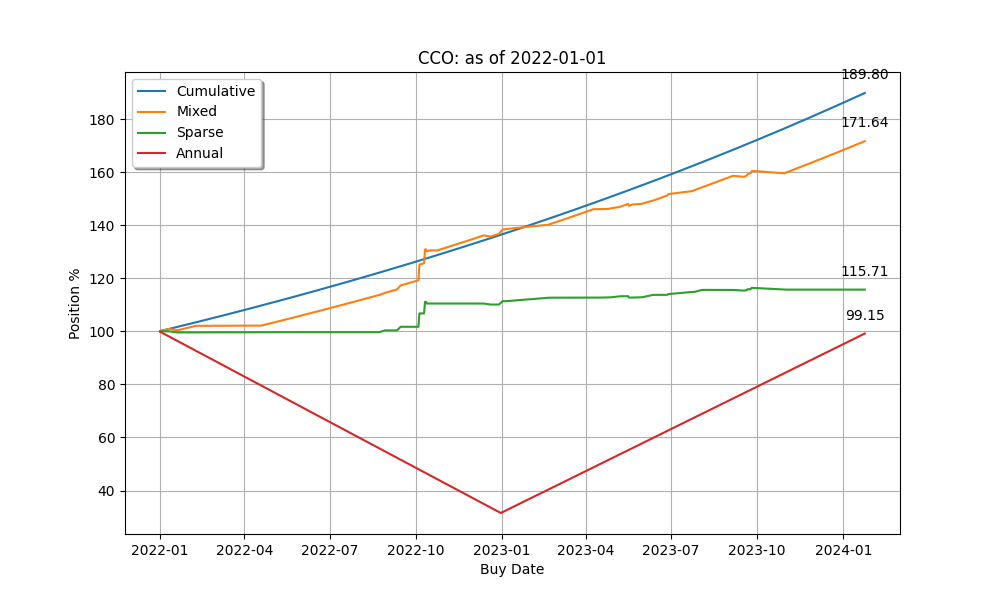 CCO: as of 2022-01-01
Cumulative
Mixed
Sparse
Annual
189.80
171.64
115.71
99.15
180
160
140
120
100
80
60
40
Position %
2022-01 2022-04 2022-07 2022-10 2023-01 2023-04 2023-07 2023-10 2024-01
Buy Date